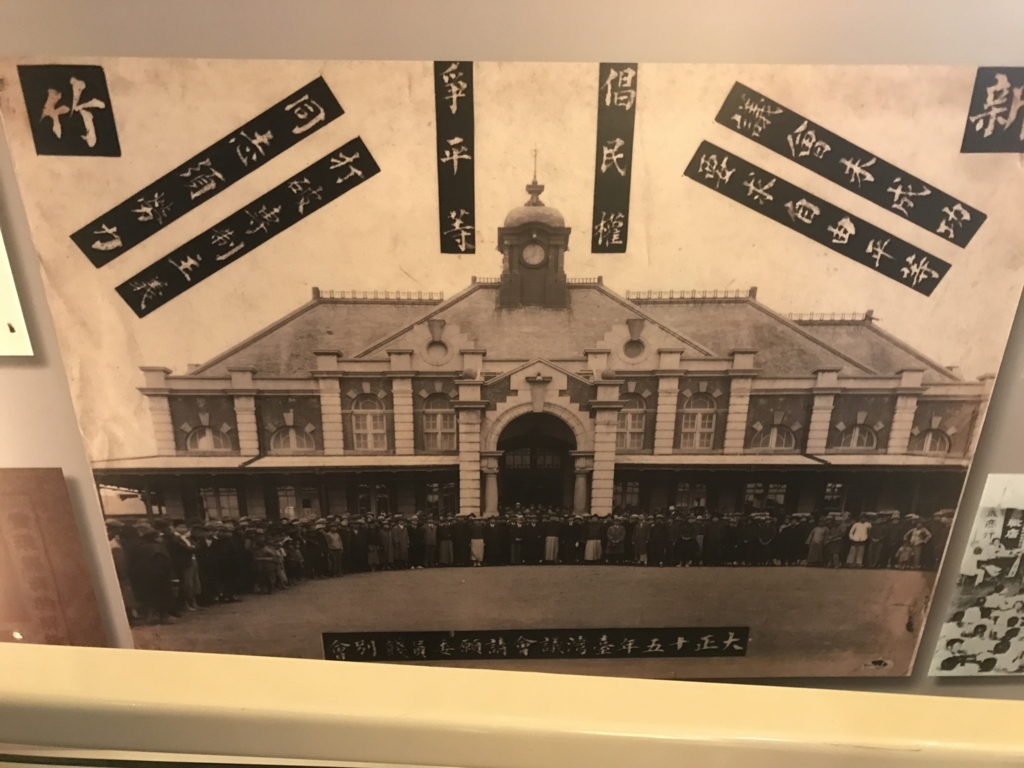 新
議會未成功
要求自由平等
倡民權
爭平等
同志須努力
打破專制主義
竹
大正十五年臺灣議會請願委員餞別會